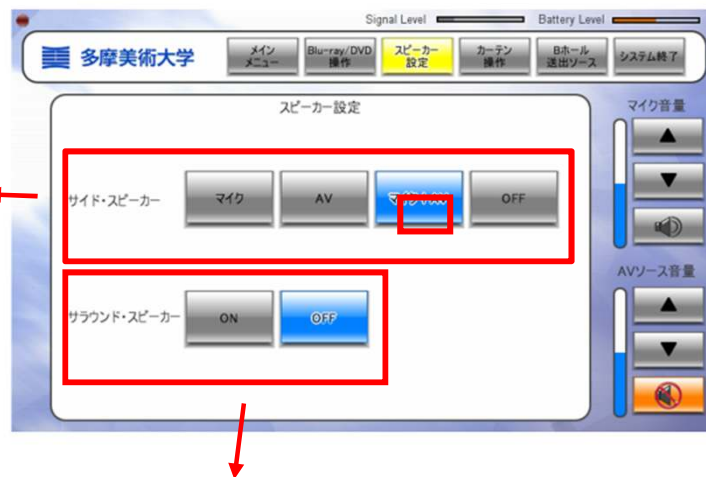 Signal Level
Battery Level
多摩美術大学
メイン
メニュー
Blu-ray/DVD
操作
スピーカー
設定
カーテン
操作
Bホール
送出ソース
システム終了
スピーカー設定
マイク音量
サイド・スピーカー
マイク
AV
OFF
AVソース音量
サラウンド・スピーカー
ON
OFF